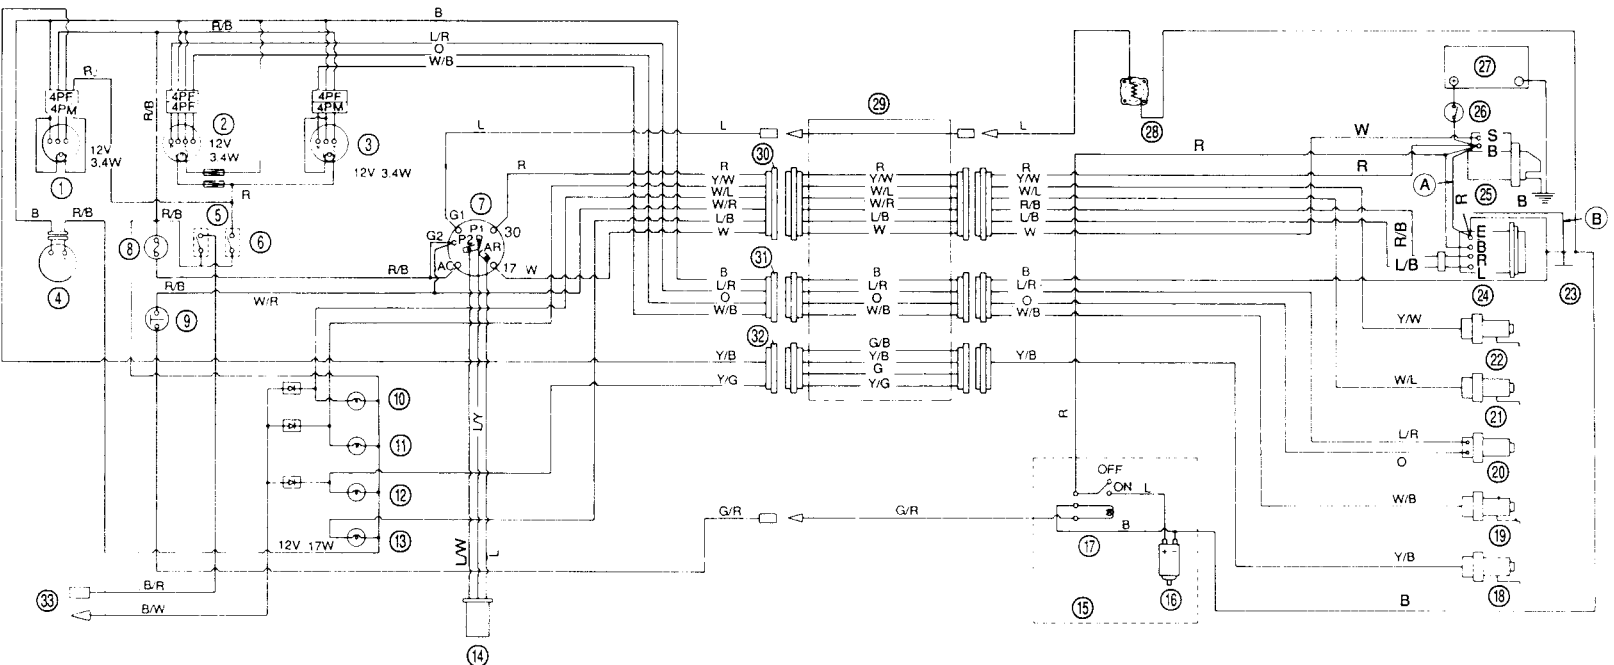 B
R/B
L/R
O
W/B
R
R/B
4PF
4PM
4PF
4PF
4PF
4PM
12V
3.4W
12V
3.4W
12V 3.4W
1
2
3
R
B
R/B
R/B
4
5
6
7
8
9
G1
G2
P1
P2
AR
AC
30
17
L
R
W
R/B
R/B
W/R
10
11
12
13
12V 17W
L/Y
L/W
L
14
B/R
B/W
33
G/R
G/R
L
30
R
Y/W
W/L
W/R
L/B
W
31
B
L/R
O
W/B
32
Y/B
Y/G
29
R
Y/W
W/L
W/R
L/B
W
B
L/R
O
W/B
G/B
Y/B
G
Y/G
L
R
Y/W
W/L
R/B
L/B
W
B
L/R
O
W/B
Y/B
28
W
R
R
27
26
S
B
25
A
B
B
R
R/B
L/B
E
B
R
L
24
23
Y/W
22
W/L
21
L/R
O
20
W/B
19
Y/B
18
R
OFF
ON
L
B
17
16
15
B